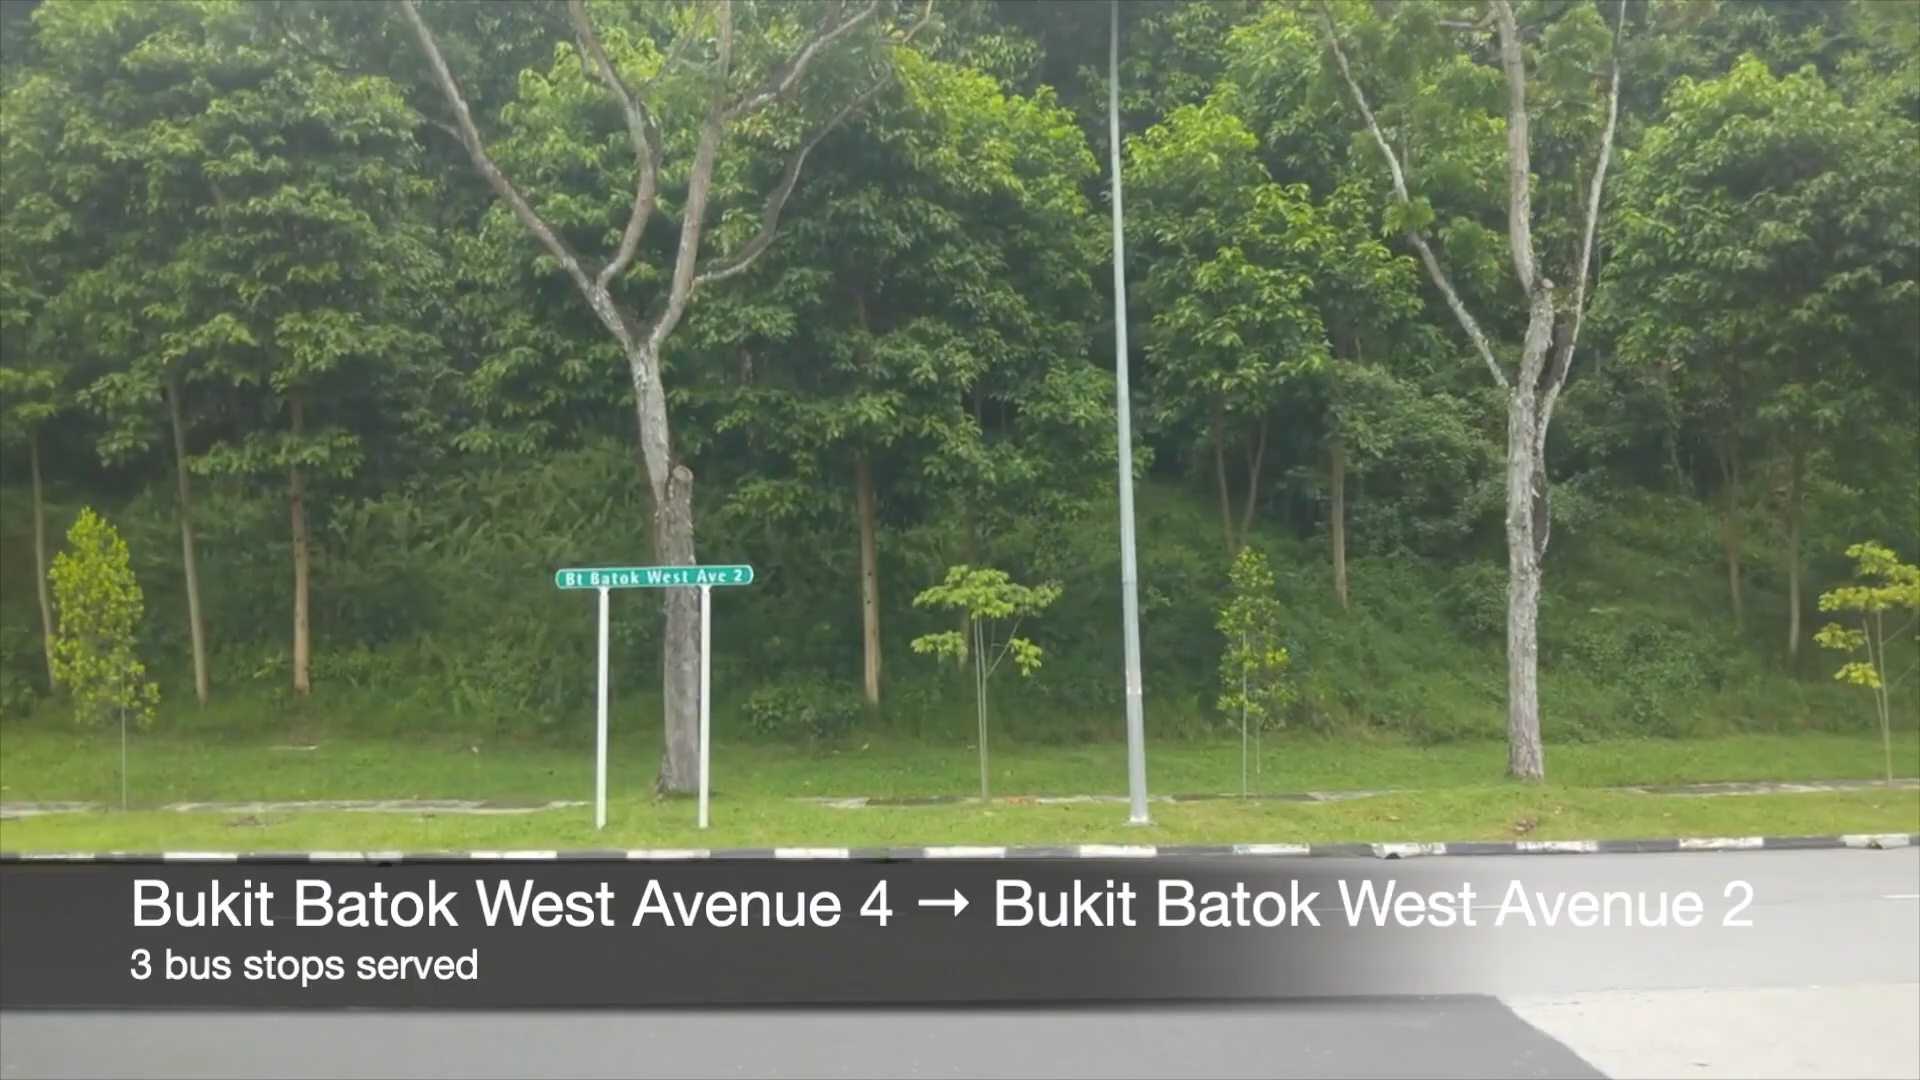 Bt Batok West Ave 2
Bukit Batok West Avenue 4 → Bukit Batok West Avenue 2
3 bus stops served